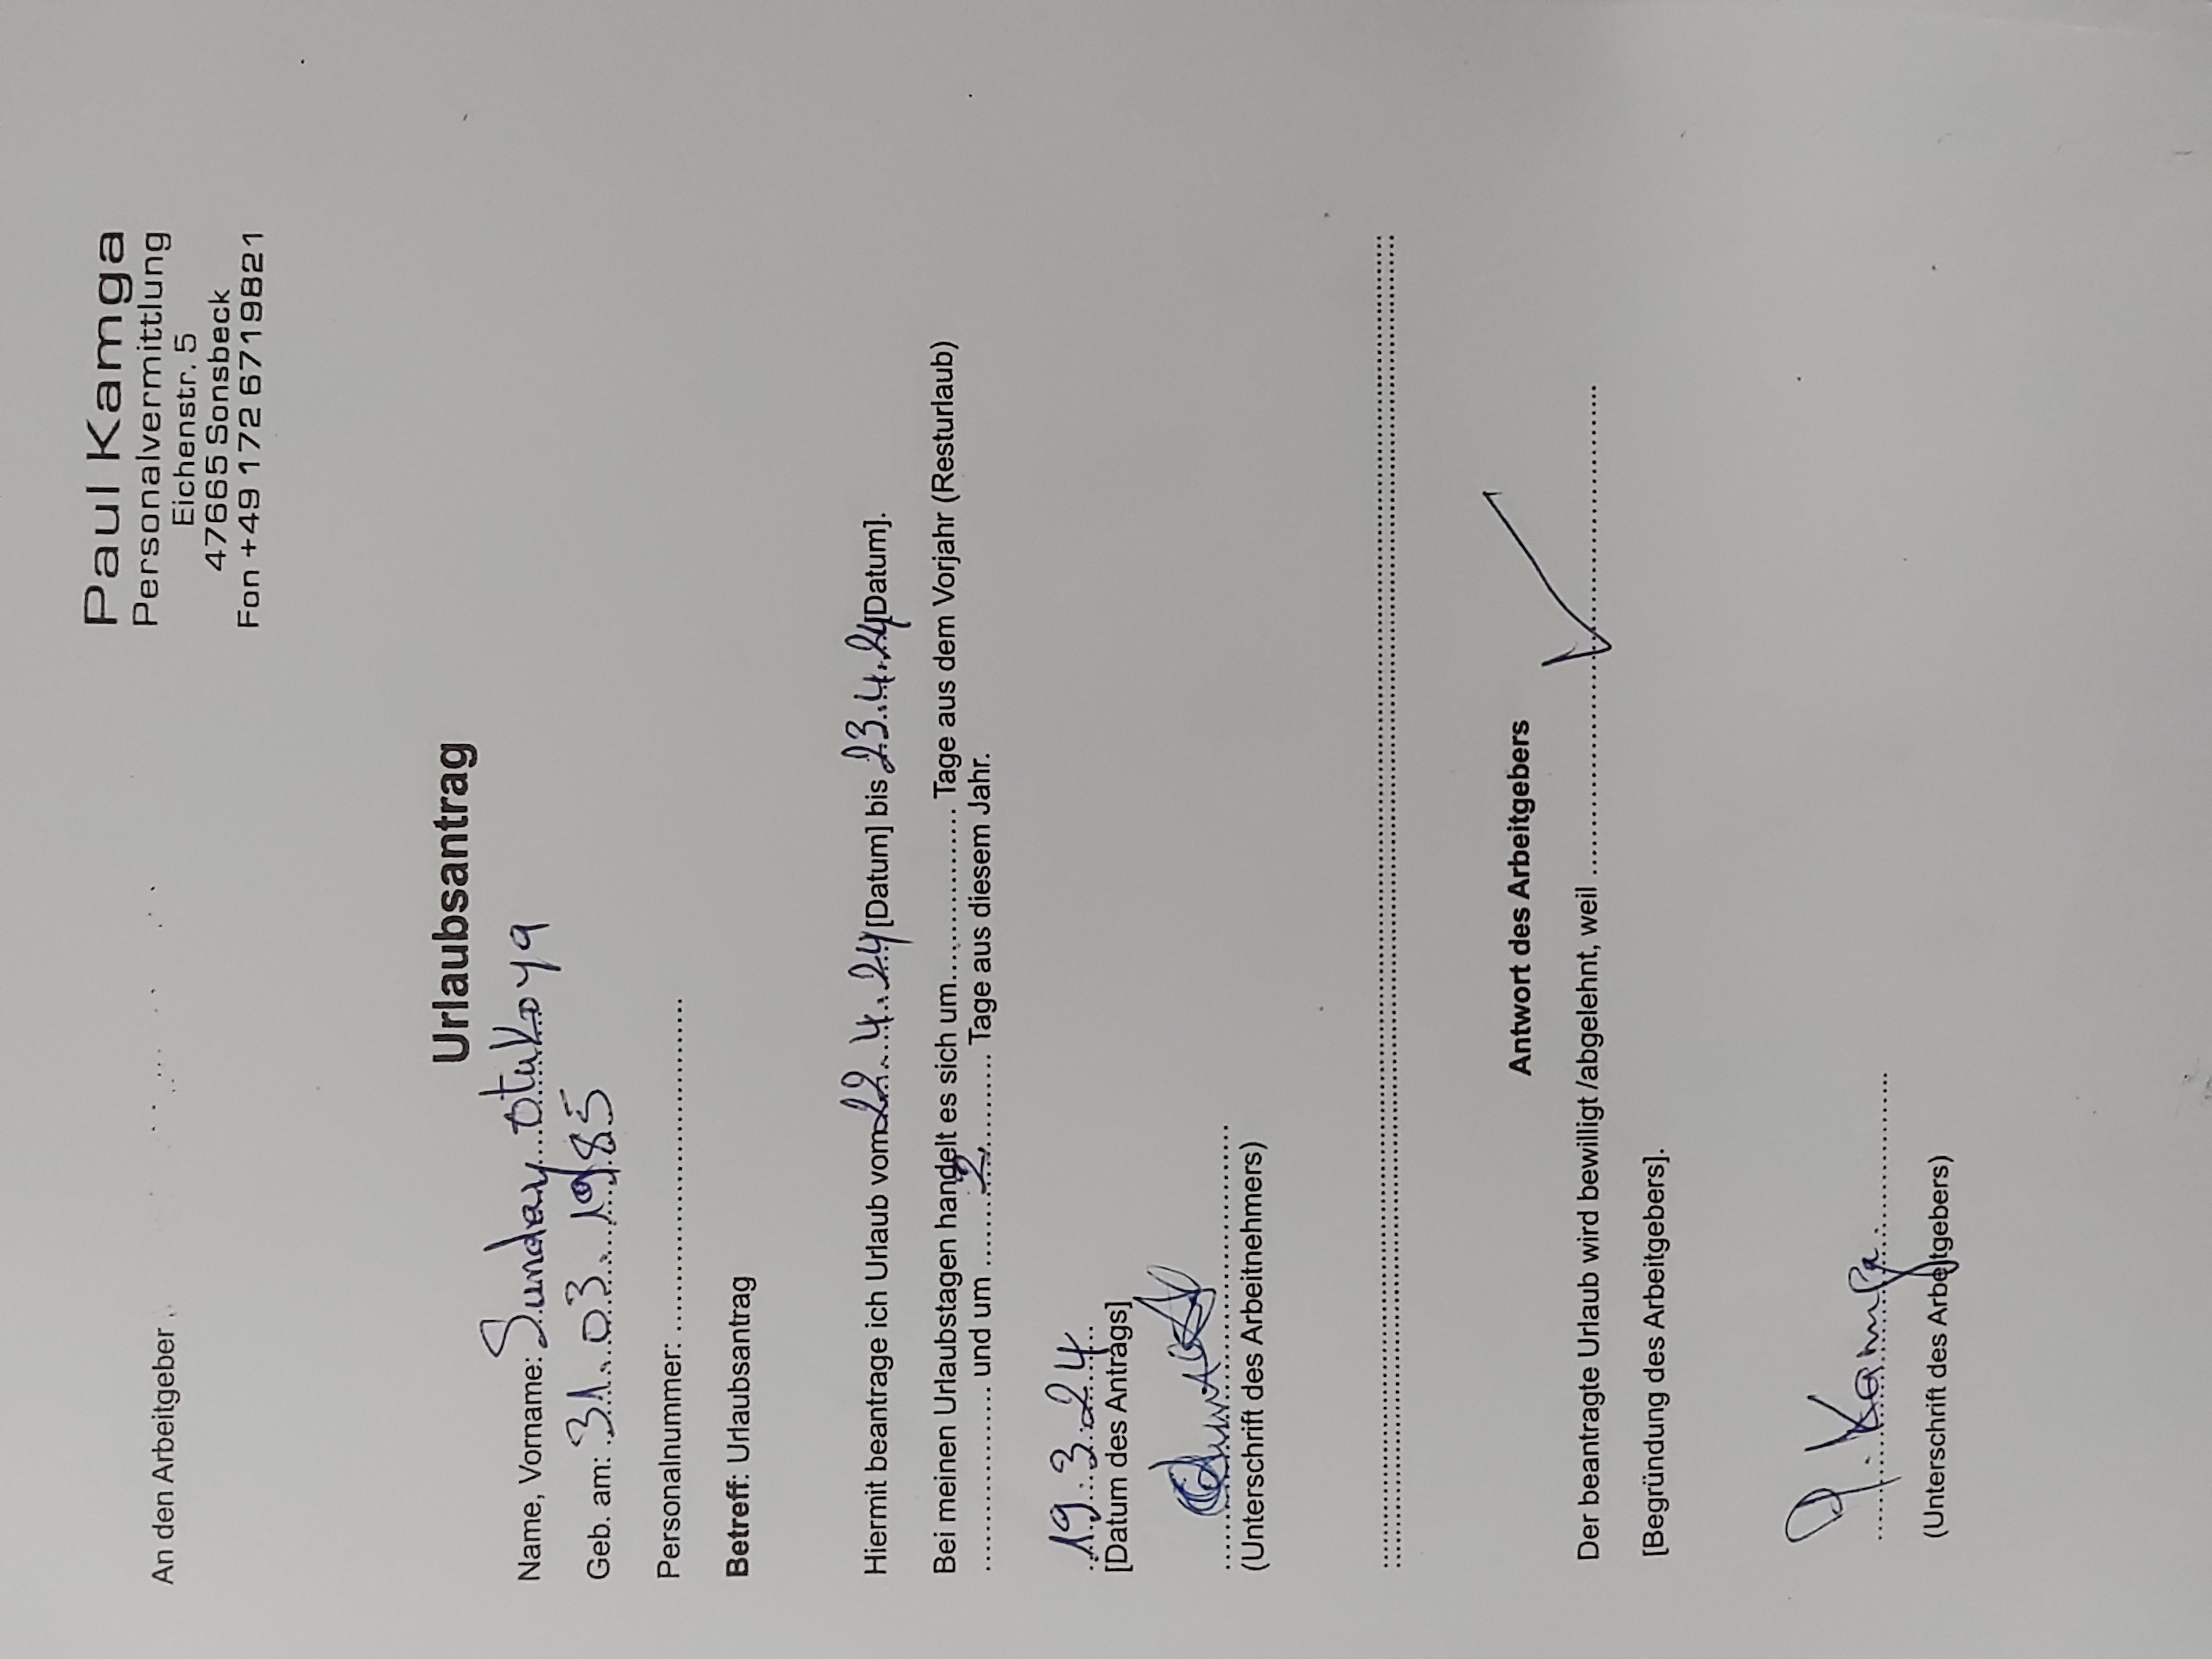 Paul Kamga
Personalvermittlung
Eichenstr. 5
47665 Sonsbeck
Fon +49 172 6719821
An den Arbeitgeber
Urlaubsantrag
Name, Vorname: Sunday Otukoya
Geb. am: 31.03.1985
Personalnummer: ..................................
Betreff: Urlaubsantrag
Hiermit beantrage ich Urlaub vom 22.4.24 [Datum] bis 23.4.24 Datum].
Bei meinen Urlaubstagen handelt es sich um.................. Tage aus dem Vorjahr (Resturlaub)
................... und um ........2.......... Tage aus diesem Jahr.
19.3.24
[Datum des Antrags]
(Unterschrift des Arbeitnehmers)
Antwort des Arbeitgebers
Der beantragte Urlaub wird bewilligt /abgelehnt, weil ........✓........
[Begründung des Arbeitgebers].
P. Kamga.
(Unterschrift des Arbeitgebers)